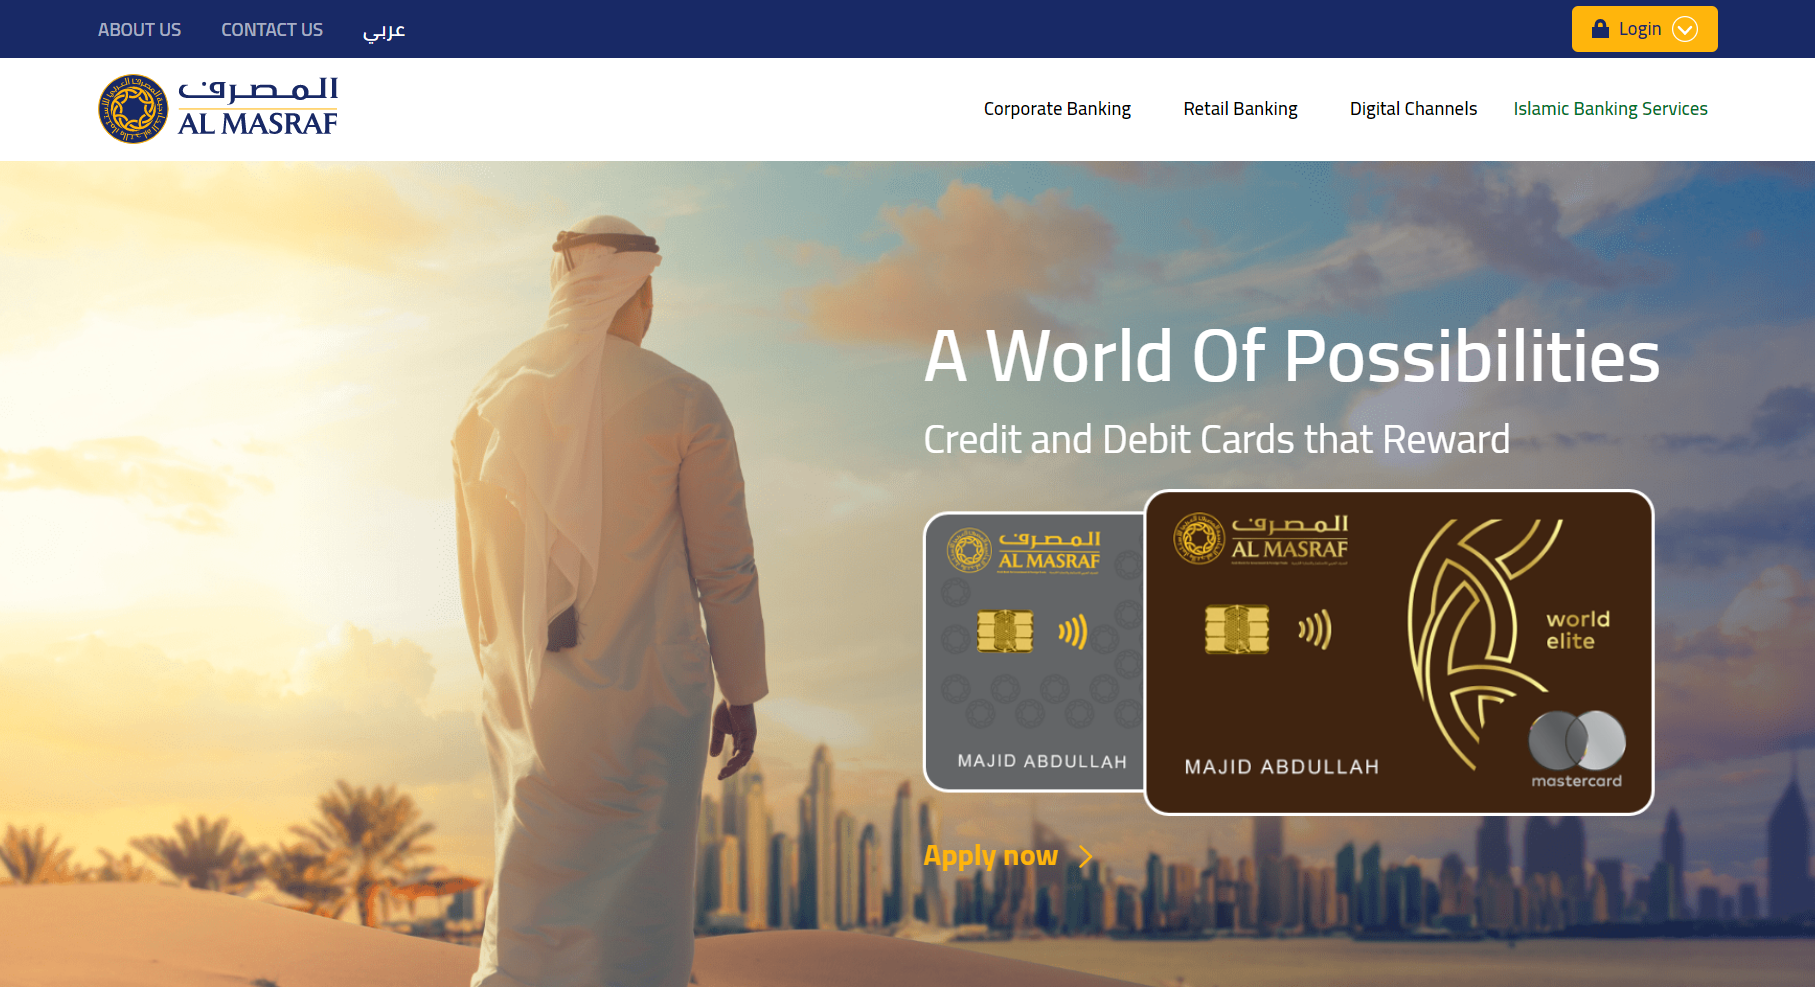 ABOUT US
CONTACT US
عربي
Login
المصرف
AL MASRAF
Corporate Banking
Retail Banking
Digital Channels
Islamic Banking Services
A World Of Possibilities
Credit and Debit Cards that Reward
المصرف
AL MASRAF
MAJID ABDULLAH
المصرف
AL MASRAF
world
elite
MAJID ABDULLAH
mastercard
Apply now